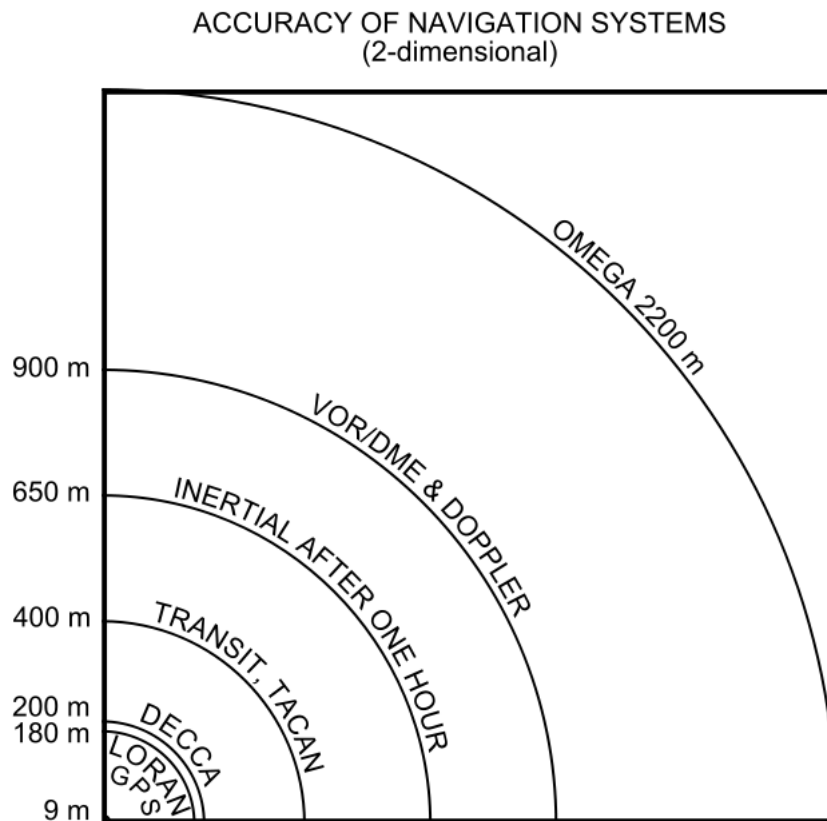 ACCURACY OF NAVIGATION SYSTEMS
(2-dimensional)
OMEGA 2200 m
900 m
VOR/DME & DOPPLER
650 m
INERTIAL AFTER ONE HOUR
400 m
TRANSIT, TACAN
200 m
DECCA
180 m
LORAN
GPS
9 m